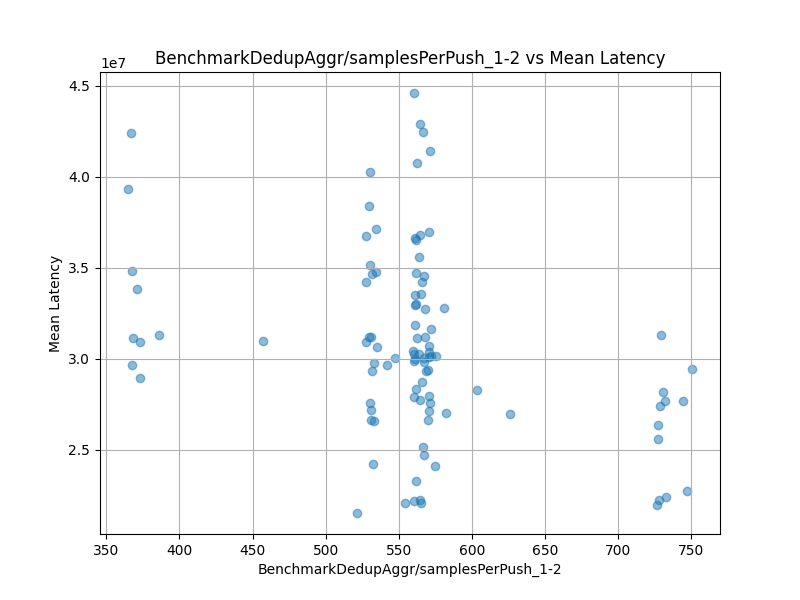 BenchmarkDedupAggr/samplesPerPush_1-2 vs Mean Latency
1e7
4.5
4.0
3.5
3.0
2.5
Mean Latency
350 400 450 500 550 600 650 700 750
BenchmarkDedupAggr/samplesPerPush_1-2